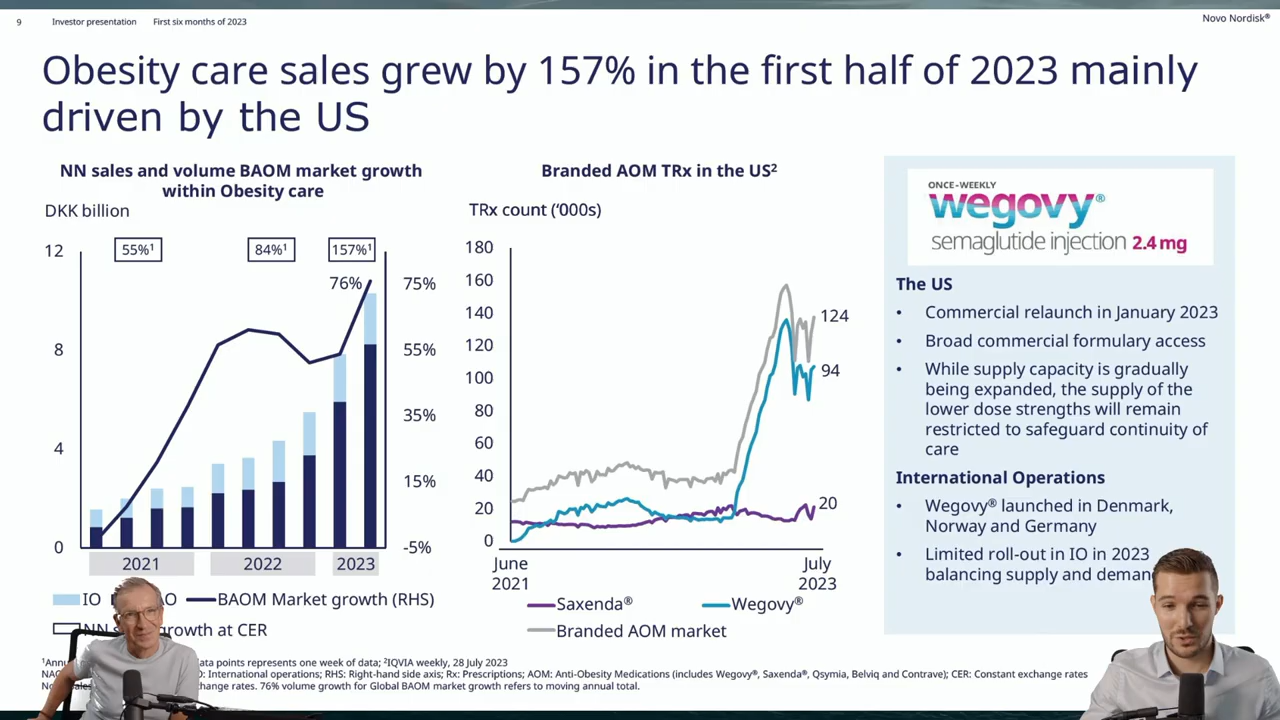 9 Investor presentation First six months of 2023
Novo Nordisk®
Obesity care sales grew by 157% in the first half of 2023 mainly
driven by the US
NN sales and volume BAOM market growth
within Obesity care
DKK billion
12
8
4
0
55%¹
84%¹
157%¹
76%
75%
55%
35%
15%
-5%
2021
2022
2023
IO
BAOM Market growth (RHS)
growth at CER
Branded AOM TRx in the US²
TRx count ('000s)
180
160
140
120
100
80
60
40
20
0
124
94
20
June
2021
July
2023
Saxenda®
Wegovy®
Branded AOM market
ONCE-WEEKLY
wegovy®
semaglutide injection 2.4 mg
The US
• Commercial relaunch in January 2023
• Broad commercial formulary access
• While supply capacity is gradually
being expanded, the supply of the
lower dose strengths will remain
restricted to safeguard continuity of
care
International Operations
• Wegovy® launched in Denmark,
Norway and Germany
• Limited roll-out in IO in 2023
balancing supply and
data points represents one week of data; ²IQVIA weekly, 28 July 2023
IO: International operations; RHS: Right-hand side axis; Rx: Prescriptions; AOM: Anti-Obesity Medications (includes Wegovy®, Saxenda®, Qsymia, Belviq and Contrave); CER: Constant exchange rates
rates. 76% volume growth for Global BAOM market growth refers to moving annual total.